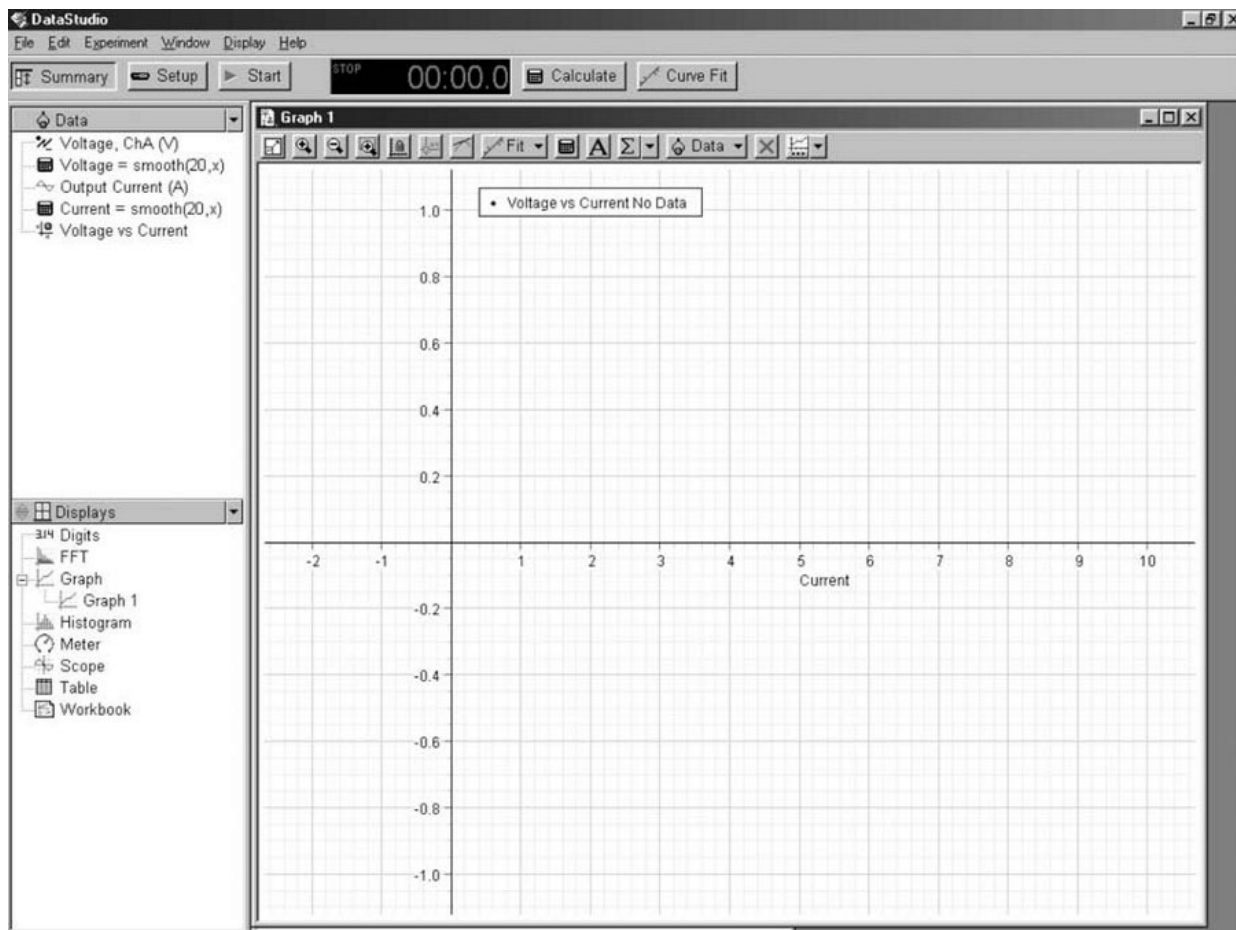 DataStudio
File Edit Experiment Window Display Help
Summary Setup Start STOP 00:00.0 Calculate Curve Fit
Data
Voltage, ChA (V)
Voltage = smooth(20,x)
Output Current (A)
Current = smooth(20,x)
Voltage vs Current
Displays
3.14 Digits
FFT
Graph
Graph 1
Histogram
Meter
Scope
Table
Workbook
Graph 1
Fit A Σ Data
Voltage vs Current No Data
1.0
0.8
0.6
0.4
0.2
-2 -1 1 2 3 4 5 6 7 8 9 10
Current
-0.2
-0.4
-0.6
-0.8
-1.0